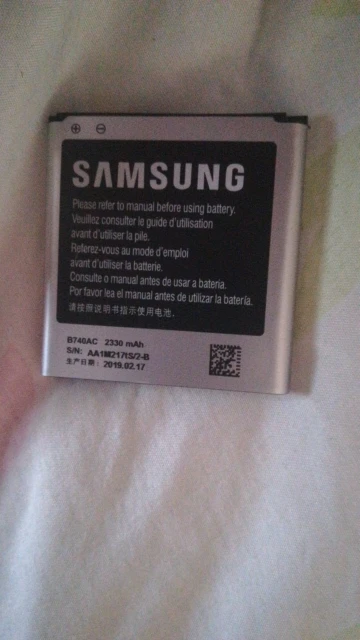 SAMSUNG
Please refer to manual before using battery.
Veuillez consulter le guide d'utilisation
avant d'utiliser la pile.
Referez-vous au mode d'emploi
avant d'utiliser la batterie.
Consulte o manual antes de usar a bateria.
Por favor lea el manual antes de utilizar la batería.
请按照说明书指示使用电池.
B740AC 2330 mAh
S/N: AA1M217tS/2-B
生产日期: 2019.02.17